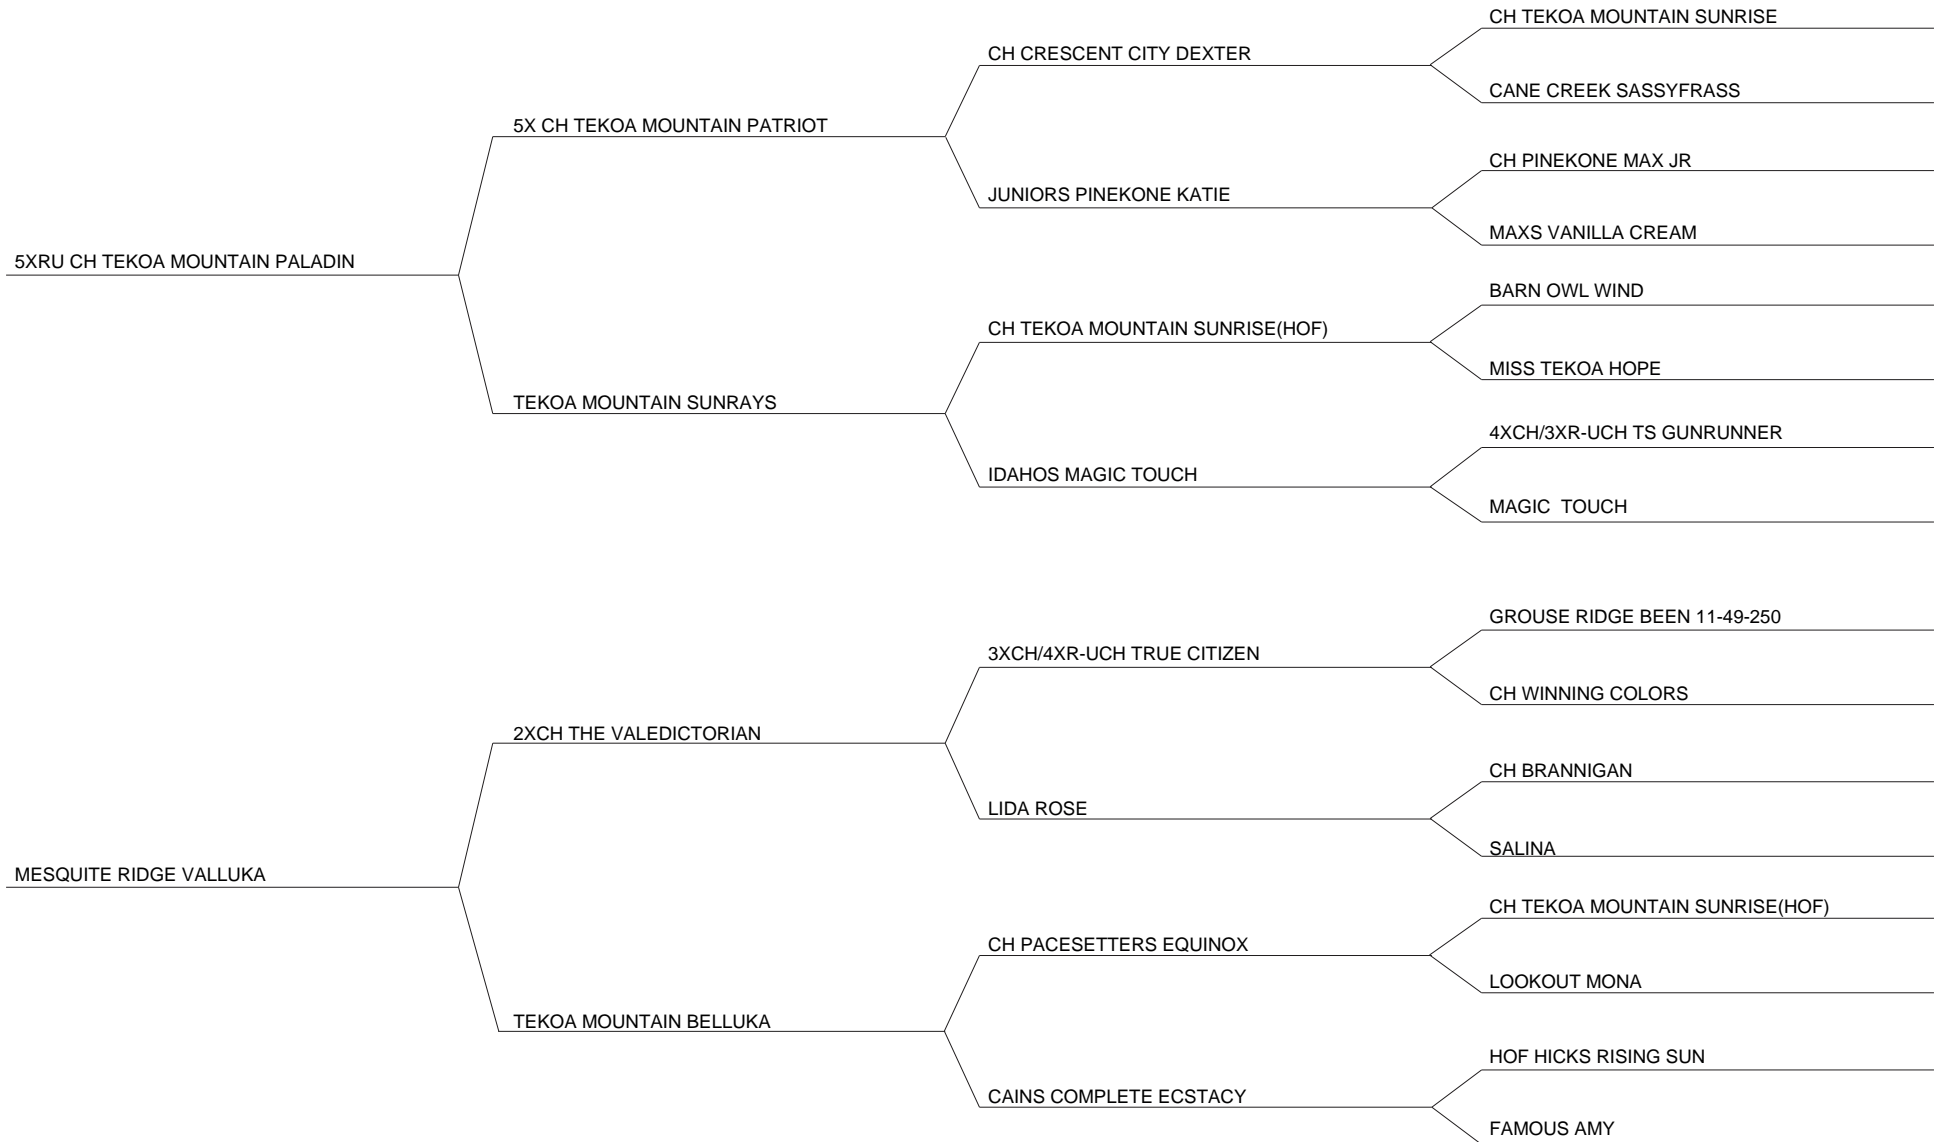 CH TEKOA MOUNTAIN SUNRISE
CH CRESCENT CITY DEXTER
CANE CREEK SASSYFRASS
5X CH TEKOA MOUNTAIN PATRIOT
CH PINEKONE MAX JR
JUNIORS PINEKONE KATIE
MAXS VANILLA CREAM
5XRU CH TEKOA MOUNTAIN PALADIN
BARN OWL WIND
CH TEKOA MOUNTAIN SUNRISE(HOF)
MISS TEKOA HOPE
TEKOA MOUNTAIN SUNRAYS
4XCH/3XR-UCH TS GUNRUNNER
IDAHOS MAGIC TOUCH
MAGIC  TOUCH
GROUSE RIDGE BEEN 11-49-250
3XCH/4XR-UCH TRUE CITIZEN
CH WINNING COLORS
2XCH THE VALEDICTORIAN
CH BRANNIGAN
LIDA ROSE
SALINA
MESQUITE RIDGE VALLUKA
CH TEKOA MOUNTAIN SUNRISE(HOF)
CH PACESETTERS EQUINOX
LOOKOUT MONA
TEKOA MOUNTAIN BELLUKA
HOF HICKS RISING SUN
CAINS COMPLETE ECSTACY
FAMOUS AMY